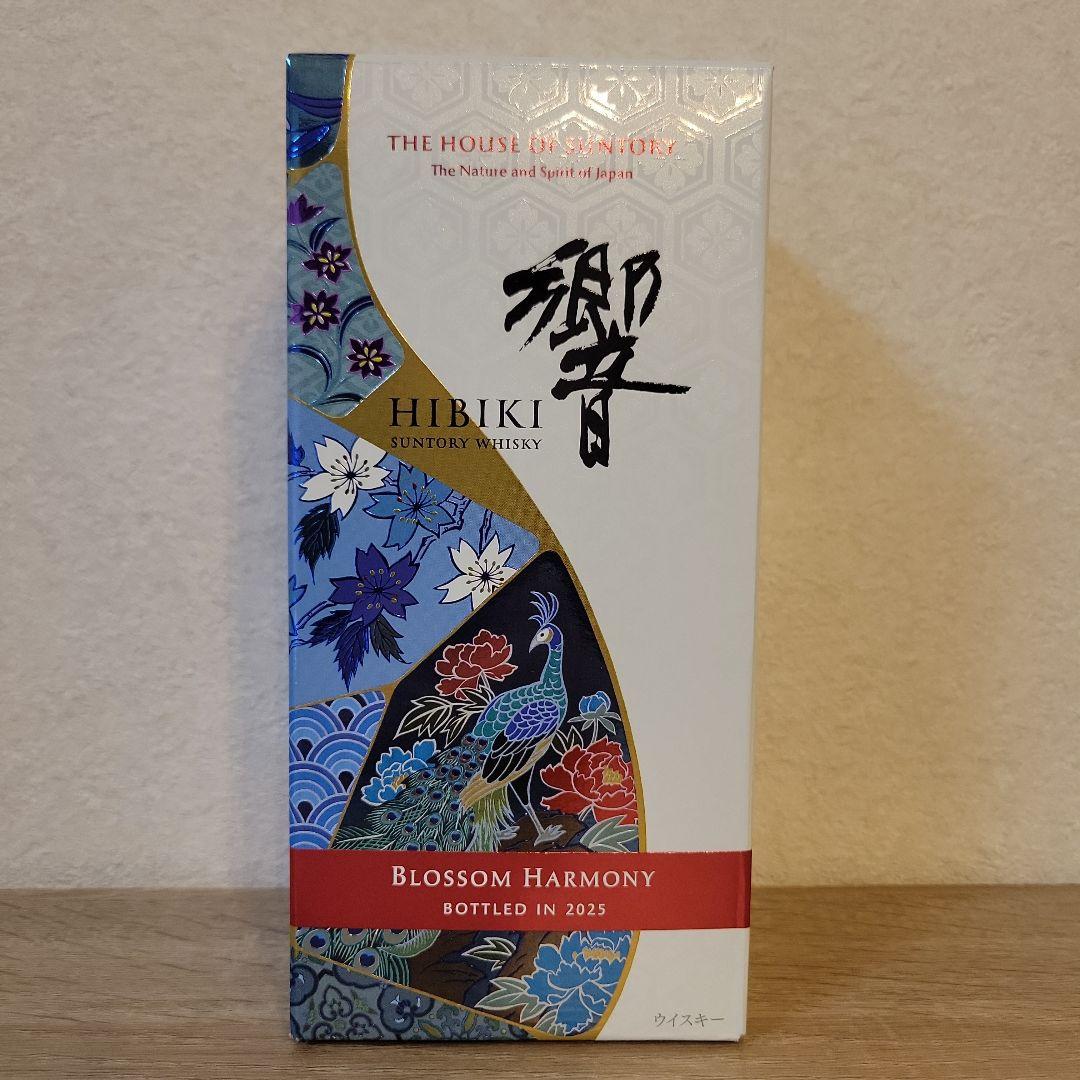 THE HOUSE OF SUNTORY
The Nature and Spirit of Japan
響
HIBIKI
SUNTORY WHISKY
BLOSSOM HARMONY
BOTTLED IN 2025
ウイスキー